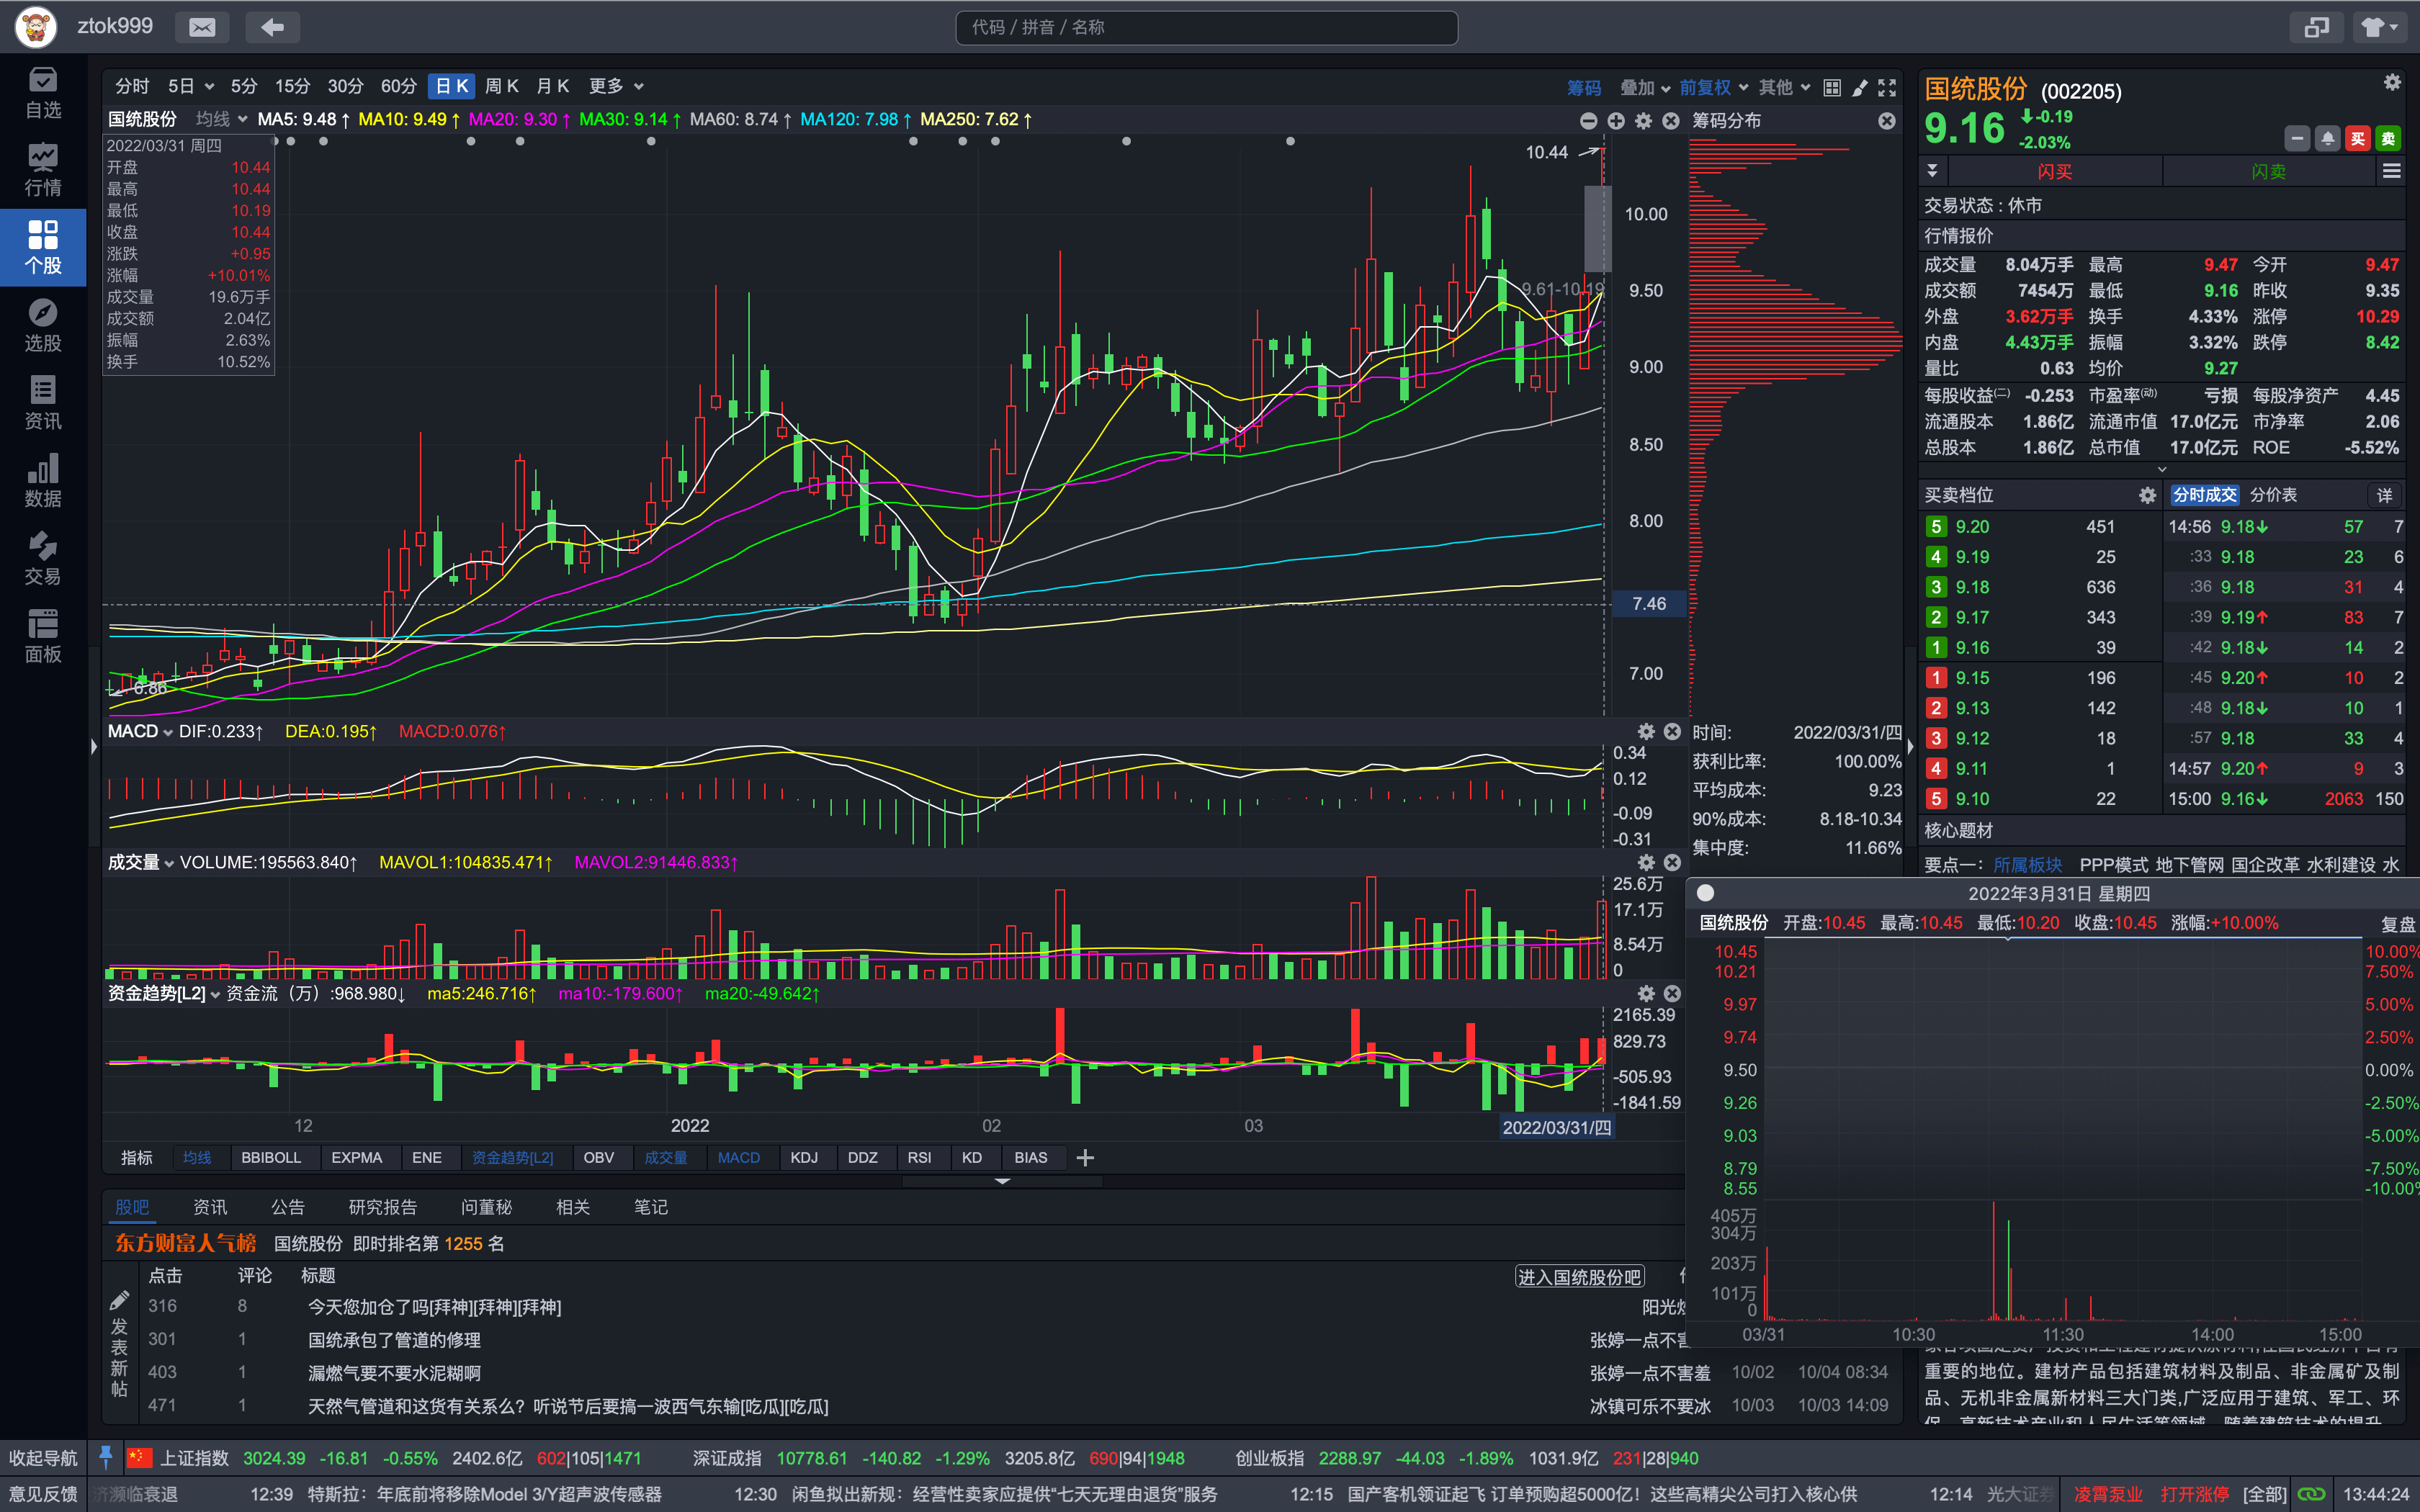 ztok999
代码 / 拼音 / 名称
自选
行情
个股
选股
资讯
数据
交易
面板
分时 5日 5分 15分 30分 60分 日K 周K 月K 更多 筹码 叠加 前复权 其他
国统股份 均线 MA5: 9.48↑ MA10: 9.49↑ MA20: 9.30↑ MA30: 9.14↑ MA60: 8.74↑ MA120: 7.98↑ MA250: 7.62↑
筹码分布
2022/03/31 周四
开盘 10.44
最高 10.44
最低 10.19
收盘 10.44
涨跌 +0.95
涨幅 +10.01%
成交量 19.6万手
成交额 2.04亿
振幅 2.63%
换手 10.52%
10.44
9.61-10.19
6.86
10.00
9.50
9.00
8.50
8.00
7.46
7.00
MACD DIF:0.233↑ DEA:0.195↑ MACD:0.076↑
0.34
0.12
-0.09
-0.31
成交量 VOLUME:195563.840↑ MAVOL1:104835.471↑ MAVOL2:91446.833↑
25.6万
17.1万
8.54万
0
资金趋势[L2] 资金流（万）:968.980↓ ma5:246.716↑ ma10:-179.600↑ ma20:-49.642↑
2165.39
829.73
-505.93
-1841.59
12 2022 02 03 2022/03/31/四
指标 均线 BBIBOLL EXPMA ENE 资金趋势[L2] OBV 成交量 MACD KDJ DDZ RSI KD BIAS
时间: 2022/03/31/四
获利比率: 100.00%
平均成本: 9.23
90%成本: 8.18-10.34
集中度: 11.66%
国统股份 (002205)
9.16 -0.19
-2.03%
买 卖
闪买 闪卖
交易状态 : 休市
行情报价
成交量 8.04万手 最高 9.47 今开 9.47
成交额 7454万 最低 9.16 昨收 9.35
外盘 3.62万手 换手 4.33% 涨停 10.29
内盘 4.43万手 振幅 3.32% 跌停 8.42
量比 0.63 均价 9.27
每股收益(二) -0.253 市盈率(动) 亏损 每股净资产 4.45
流通股本 1.86亿 流通市值 17.0亿元 市净率 2.06
总股本 1.86亿 总市值 17.0亿元 ROE -5.52%
买卖档位 分时成交 分价表 详
5 9.20 451 14:56 9.18↓ 57 7
4 9.19 25 :33 9.18 23 6
3 9.18 636 :36 9.18 31 4
2 9.17 343 :39 9.19↑ 83 7
1 9.16 39 :42 9.18↓ 14 2
1 9.15 196 :45 9.20↑ 10 2
2 9.13 142 :48 9.18↓ 10 1
3 9.12 18 :57 9.18 33 4
4 9.11 1 14:57 9.20↑ 9 3
5 9.10 22 15:00 9.16↓ 2063 150
核心题材
要点一： 所属板块 PPP模式 地下管网 国企改革 水利建设 水
2022年3月31日 星期四
国统股份 开盘:10.45 最高:10.45 最低:10.20 收盘:10.45 涨幅:+10.00% 复盘
10.45 10.00%
10.21 7.50%
9.97 5.00%
9.74 2.50%
9.50 0.00%
9.26 -2.50%
9.03 -5.00%
8.79 -7.50%
8.55 -10.00%
405万
304万
203万
101万
0
03/31 10:30 11:30 14:00 15:00
重要的地位。建材产品包括建筑材料及制品、非金属矿及制
品、无机非金属新材料三大门类,广泛应用于建筑、军工、环
股吧 资讯 公告 研究报告 问董秘 相关 笔记
东方财富人气榜 国统股份 即时排名第 1255 名
点击 评论 标题 进入国统股份吧
316 8 今天您加仓了吗[拜神][拜神][拜神] 阳光
301 1 国统承包了管道的修理 张婷一点不害
403 1 漏燃气要不要水泥糊啊 张婷一点不害羞 10/02 10/04 08:34
471 1 天然气管道和这货有关系么？听说节后要搞一波西气东输[吃瓜][吃瓜] 冰镇可乐不要冰 10/03 10/03 14:09
发表新帖
收起导航 上证指数 3024.39 -16.81 -0.55% 2402.6亿 602|105|1471 深证成指 10778.61 -140.82 -1.29% 3205.8亿 690|94|1948 创业板指 2288.97 -44.03 -1.89% 1031.9亿 231|28|940
意见反馈 济濒临衰退 12:39 特斯拉：年底前将移除Model 3/Y超声波传感器 12:30 闲鱼拟出新规：经营性卖家应提供“七天无理由退货”服务 12:15 国产客机领证起飞 订单预购超5000亿！这些高精尖公司打入核心供 12:14 光大证券 凌霄泵业 打开涨停 [全部] 13:44:24